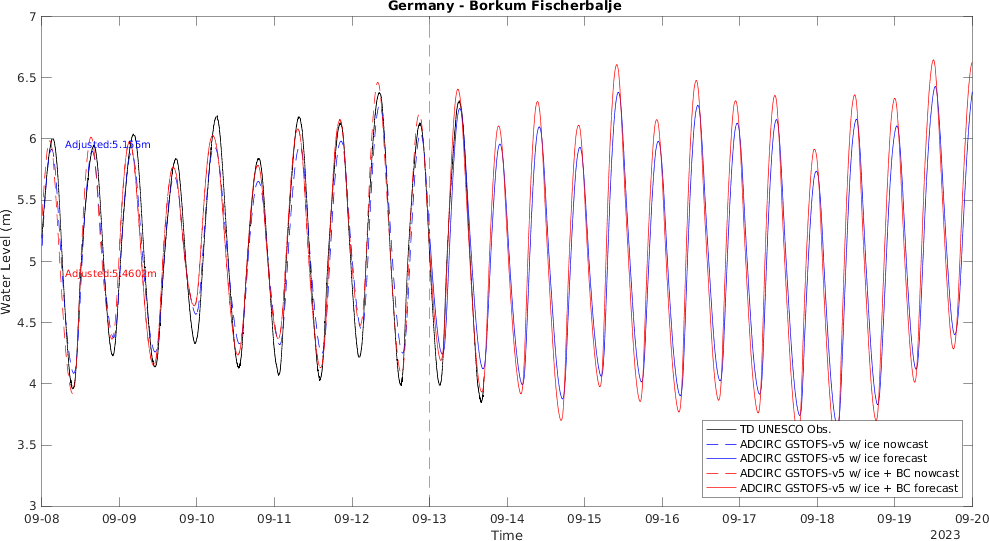 Germany - Borkum Fischerbalje
7
6.5
6
5.5
5
4.5
4
3.5
3
Water Level (m)
Adjusted:5.155m
Adjusted:5.4602m
TD UNESCO Obs.
ADCIRC GSTOFS-v5 w/ ice nowcast
ADCIRC GSTOFS-v5 w/ ice forecast
ADCIRC GSTOFS-v5 w/ ice + BC nowcast
ADCIRC GSTOFS-v5 w/ ice + BC forecast
09-08 09-09 09-10 09-11 09-12 09-13 09-14 09-15 09-16 09-17 09-18 09-19 09-20
Time
2023